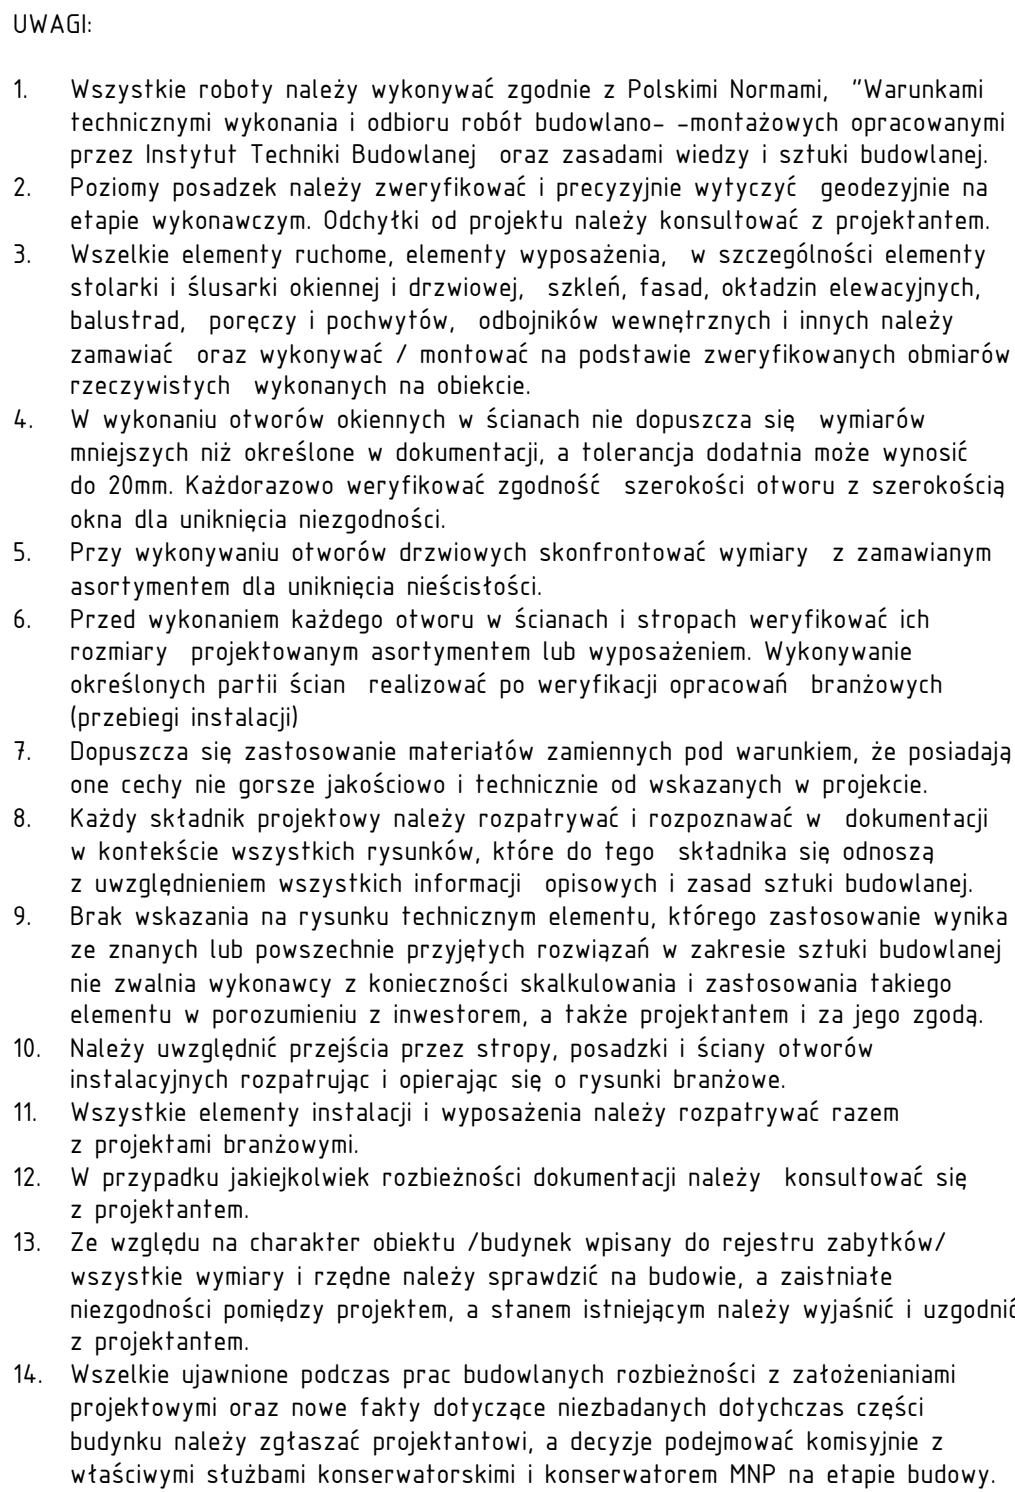 UWAGI:
1. Wszystkie roboty należy wykonywać zgodnie z Polskimi Normami, "Warunkami
technicznymi wykonania i odbioru robót budowlano- -montażowych opracowanymi
przez Instytut Techniki Budowlanej oraz zasadami wiedzy i sztuki budowlanej.
2. Poziomy posadzek należy zweryfikować i precyzyjnie wytyczyć geodezyjnie na
etapie wykonawczym. Odchyłki od projektu należy konsultować z projektantem.
3. Wszelkie elementy ruchome, elementy wyposażenia, w szczególności elementy
stolarki i ślusarki okiennej i drzwiowej, szkleń, fasad, okładzin elewacyjnych,
balustrad, poręczy i pochwytów, odbojników wewnętrznych i innych należy
zamawiać oraz wykonywać / montować na podstawie zweryfikowanych obmiarów
rzeczywistych wykonanych na obiekcie.
4. W wykonaniu otworów okiennych w ścianach nie dopuszcza się wymiarów
mniejszych niż określone w dokumentacji, a tolerancja dodatnia może wynosić
do 20mm. Każdorazowo weryfikować zgodność szerokości otworu z szerokością
okna dla uniknięcia niezgodności.
5. Przy wykonywaniu otworów drzwiowych skonfrontować wymiary z zamawianym
asortymentem dla uniknięcia nieścisłości.
6. Przed wykonaniem każdego otworu w ścianach i stropach weryfikować ich
rozmiary projektowanym asortymentem lub wyposażeniem. Wykonywanie
określonych partii ścian realizować po weryfikacji opracowań branżowych
(przebiegi instalacji)
7. Dopuszcza się zastosowanie materiałów zamiennych pod warunkiem, że posiadają
one cechy nie gorsze jakościowo i technicznie od wskazanych w projekcie.
8. Każdy składnik projektowy należy rozpatrywać i rozpoznawać w dokumentacji
w kontekście wszystkich rysunków, które do tego składnika się odnoszą
z uwzględnieniem wszystkich informacji opisowych i zasad sztuki budowlanej.
9. Brak wskazania na rysunku technicznym elementu, którego zastosowanie wynika
ze znanych lub powszechnie przyjętych rozwiązań w zakresie sztuki budowlanej
nie zwalnia wykonawcy z konieczności skalkulowania i zastosowania takiego
elementu w porozumieniu z inwestorem, a także projektantem i za jego zgodą.
10. Należy uwzględnić przejścia przez stropy, posadzki i ściany otworów
instalacyjnych rozpatrując i opierając się o rysunki branżowe.
11. Wszystkie elementy instalacji i wyposażenia należy rozpatrywać razem
z projektami branżowymi.
12. W przypadku jakiejkolwiek rozbieżności dokumentacji należy konsultować się
z projektantem.
13. Ze względu na charakter obiektu /budynek wpisany do rejestru zabytków/
wszystkie wymiary i rzędne należy sprawdzić na budowie, a zaistniałe
niezgodności pomiędzy projektem, a stanem istniejącym należy wyjaśnić i uzgodnić
z projektantem.
14. Wszelkie ujawnione podczas prac budowlanych rozbieżności z założenianiami
projektowymi oraz nowe fakty dotyczące niezbadanych dotychczas części
budynku należy zgłaszać projektantowi, a decyzje podejmować komisyjnie z
właściwymi służbami konserwatorskimi i konserwatorem MNP na etapie budowy.